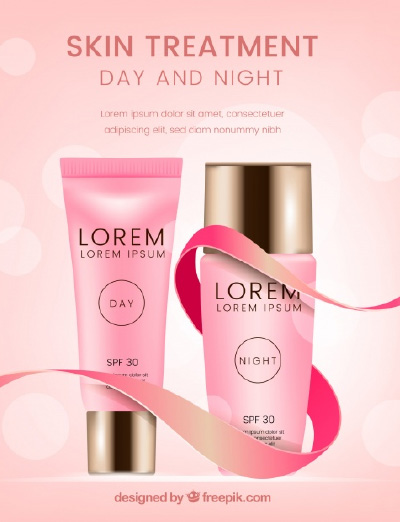 SKIN TREATMENT
DAY AND NIGHT
Lorem ipsum dolor sit amet, consectetuer
adipiscing elit, sed diam nonummy nibh
LOREM
LOREM IPSUM
DAY
SPF 30
LOREM
LOREM IPSUM
NIGHT
SPF 30
designed by freepik.com